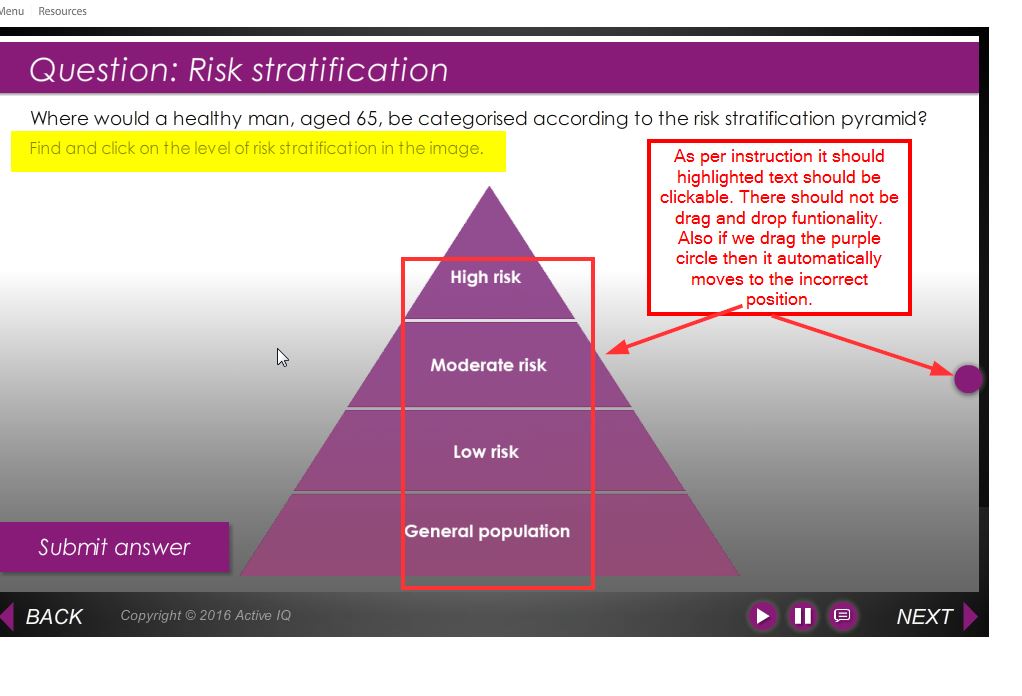 Menu Resources
Question: Risk stratification
Where would a healthy man, aged 65, be categorised according to the risk stratification pyramid?
Find and click on the level of risk stratification in the image.
As per instruction it should
highlighted text should be
clickable. There should not be
drag and drop funtionality.
Also if we drag the purple
circle then it automatically
moves to the incorrect
position.
High risk
Moderate risk
Low risk
General population
Submit answer
BACK
Copyright © 2016 Active IQ
NEXT